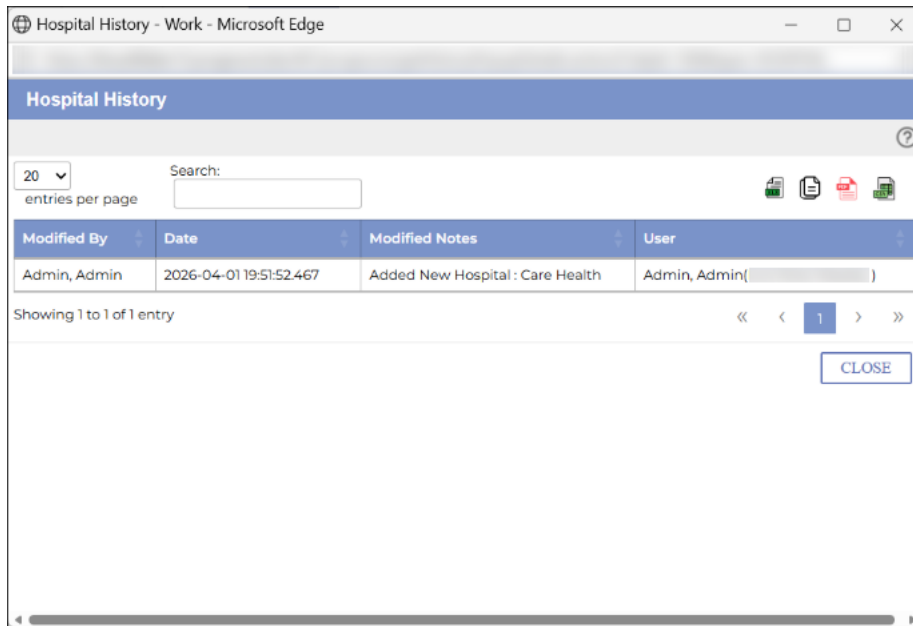 Hospital History - Work - Microsoft Edge
Hospital History
20
entries per page
Search:
Modified By Date Modified Notes User
Admin, Admin 2026-04-01 19:51:52.467 Added New Hospital : Care Health Admin, Admin( )
Showing 1 to 1 of 1 entry
« ‹ 1 › »
CLOSE